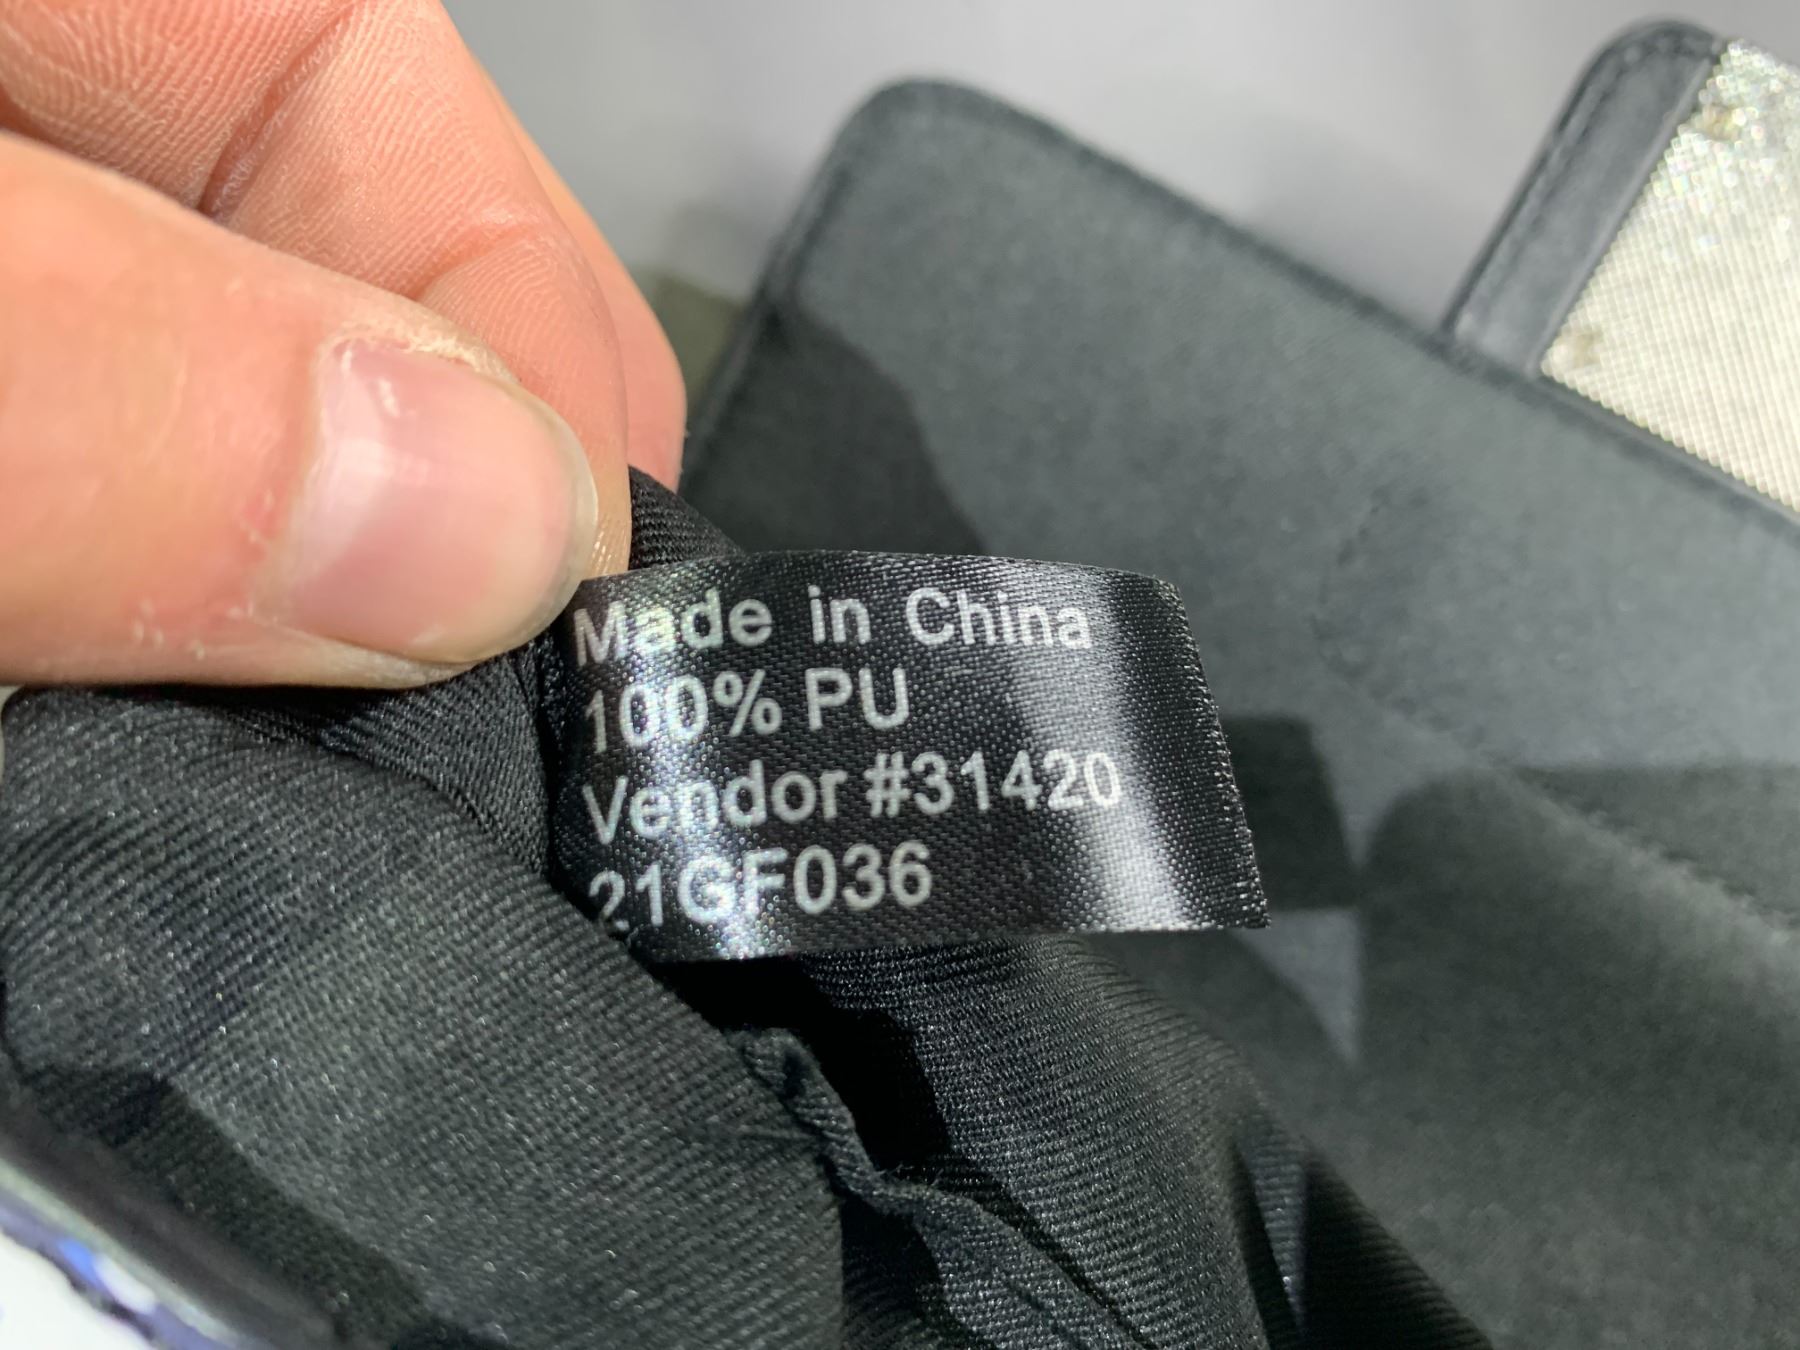 Made in China
100% PU
Vendor #31420
21GF036